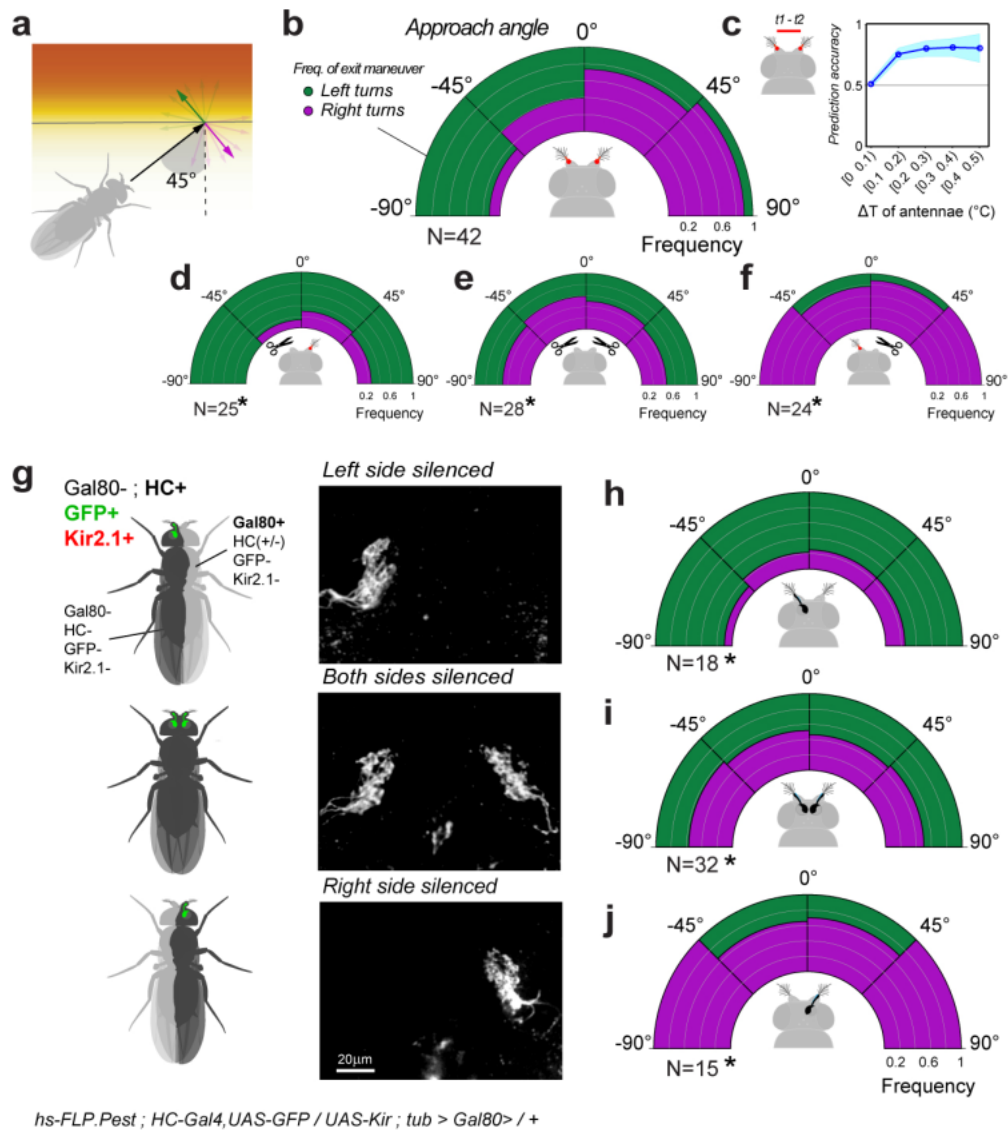 a
45°
b
Approach angle
0°
Freq. of exit maneuver
Left turns
Right turns
-45°
45°
-90°
90°
N=42
0.2 0.6 1
Frequency
c
t1 - t2
Prediction accuracy
1
0.5
0
[0 0.1)
[0.1 0.2)
[0.2 0.3)
[0.3 0.4)
[0.4 0.5)
ΔT of antennae (°C)
d
0°
-45°
45°
-90°
90°
N=25*
0.2 0.6 1
Frequency
e
0°
-45°
45°
-90°
90°
N=28*
0.2 0.6 1
Frequency
f
0°
-45°
45°
-90°
90°
N=24*
0.2 0.6 1
Frequency
g
Gal80- ; HC+
GFP+
Kir2.1+
Gal80+
HC(+/-)
GFP-
Kir2.1-
Gal80-
HC-
GFP-
Kir2.1-
Left side silenced
Both sides silenced
Right side silenced
20μm
h
0°
-45°
45°
-90°
90°
N=18 *
i
0°
-45°
45°
-90°
90°
N=32 *
j
0°
-45°
45°
-90°
90°
N=15 *
0.2 0.6 1
Frequency
hs-FLP.Pest ; HC-Gal4,UAS-GFP / UAS-Kir ; tub > Gal80> / +